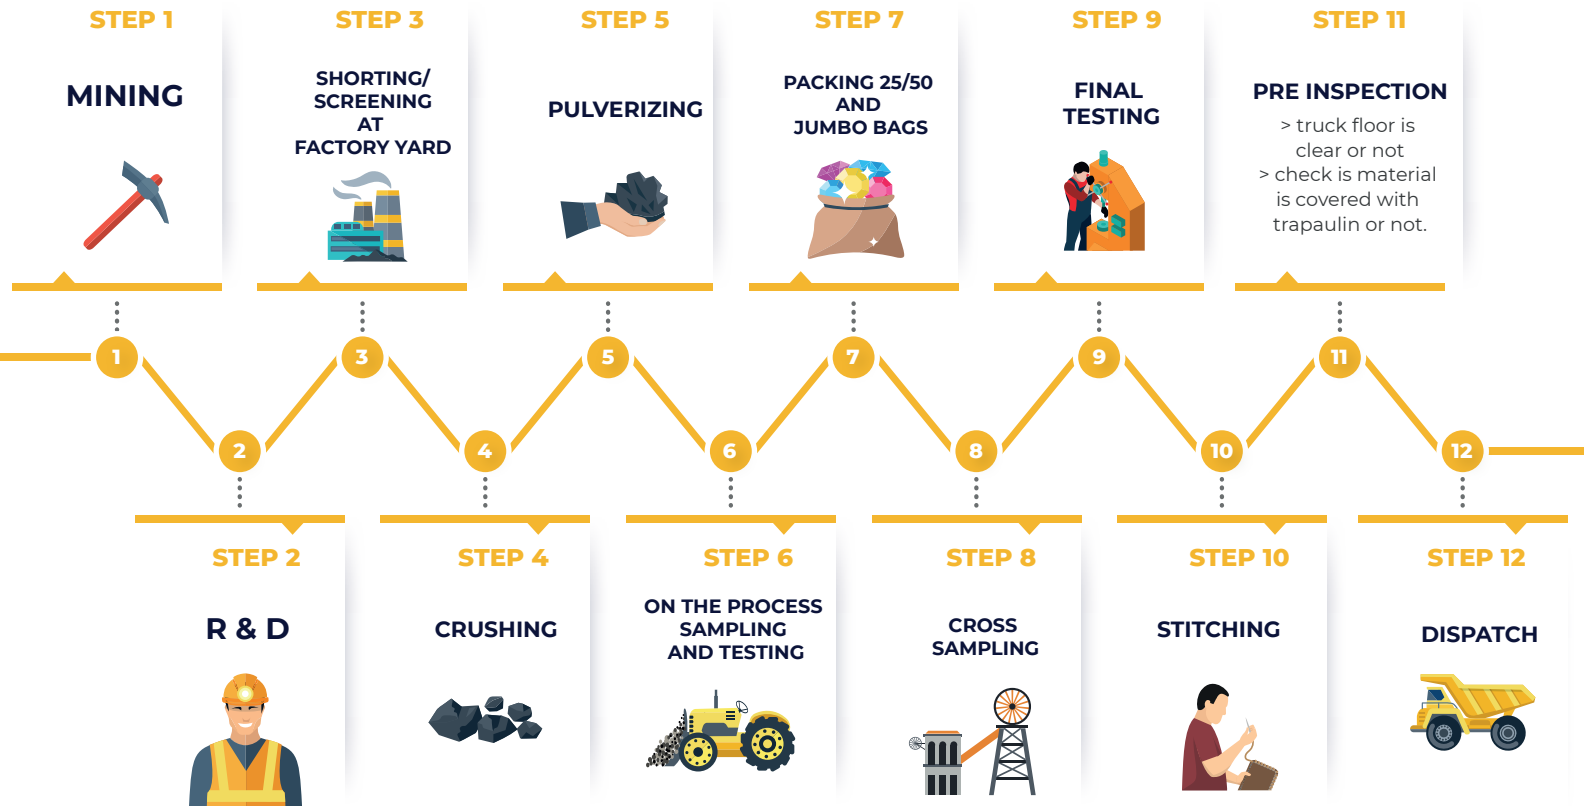 STEP 1
MINING
STEP 3
SHORTING/
SCREENING
AT
FACTORY YARD
STEP 5
PULVERIZING
STEP 7
PACKING 25/50
AND
JUMBO BAGS
STEP 9
FINAL
TESTING
STEP 11
PRE INSPECTION
> truck floor is
clear or not
> check is material
is covered with
trapaulin or not.
1
3
5
7
9
11
2
4
6
8
10
12
STEP 2
R & D
STEP 4
CRUSHING
STEP 6
ON THE PROCESS
SAMPLING
AND TESTING
STEP 8
CROSS
SAMPLING
STEP 10
STITCHING
STEP 12
DISPATCH